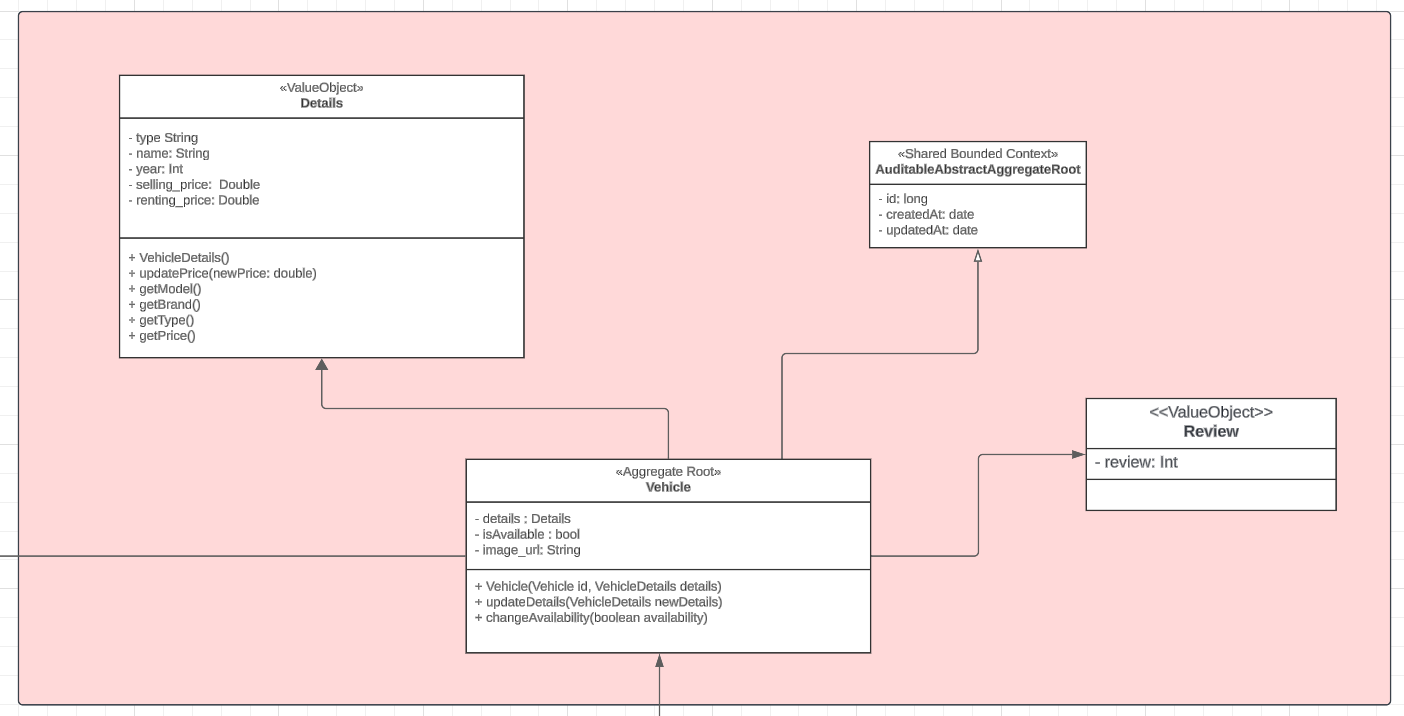 «ValueObject»
Details
- type String
- name: String
- year: Int
- selling_price:  Double
- renting_price: Double
+ VehicleDetails()
+ updatePrice(newPrice: double)
+ getModel()
+ getBrand()
+ getType()
+ getPrice()
«Shared Bounded Context»
AuditableAbstractAggregateRoot
- id: long
- createdAt: date
- updatedAt: date
<<ValueObject>>
Review
- review: Int
«Aggregate Root»
Vehicle
- details : Details
- isAvailable : bool
- image_url: String
+ Vehicle(Vehicle id, VehicleDetails details)
+ updateDetails(VehicleDetails newDetails)
+ changeAvailability(boolean availability)